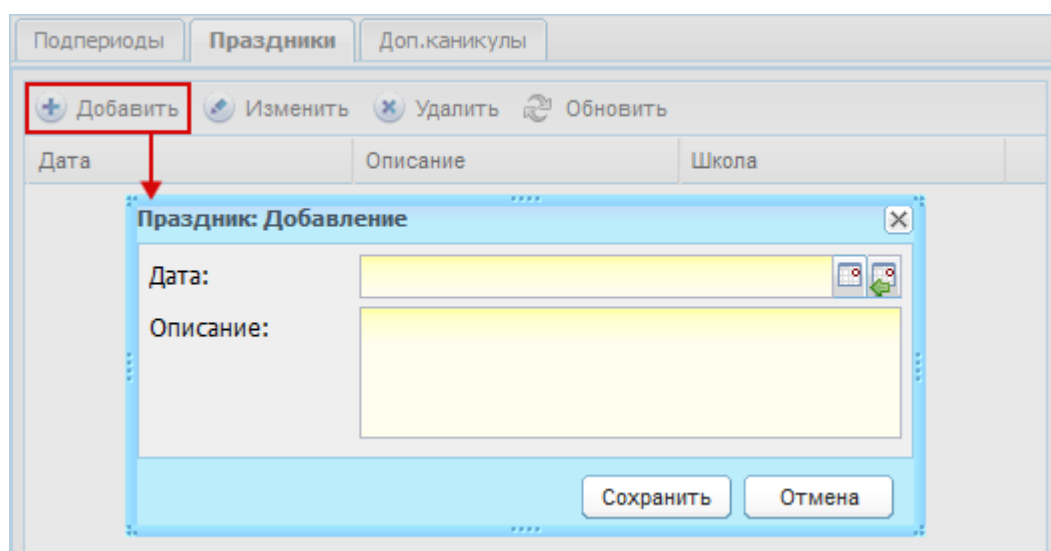 Подпериоды Праздники Доп.каникулы
Добавить Изменить Удалить Обновить
Дата Описание Школа
Праздник: Добавление
Дата:
Описание:
Сохранить Отмена